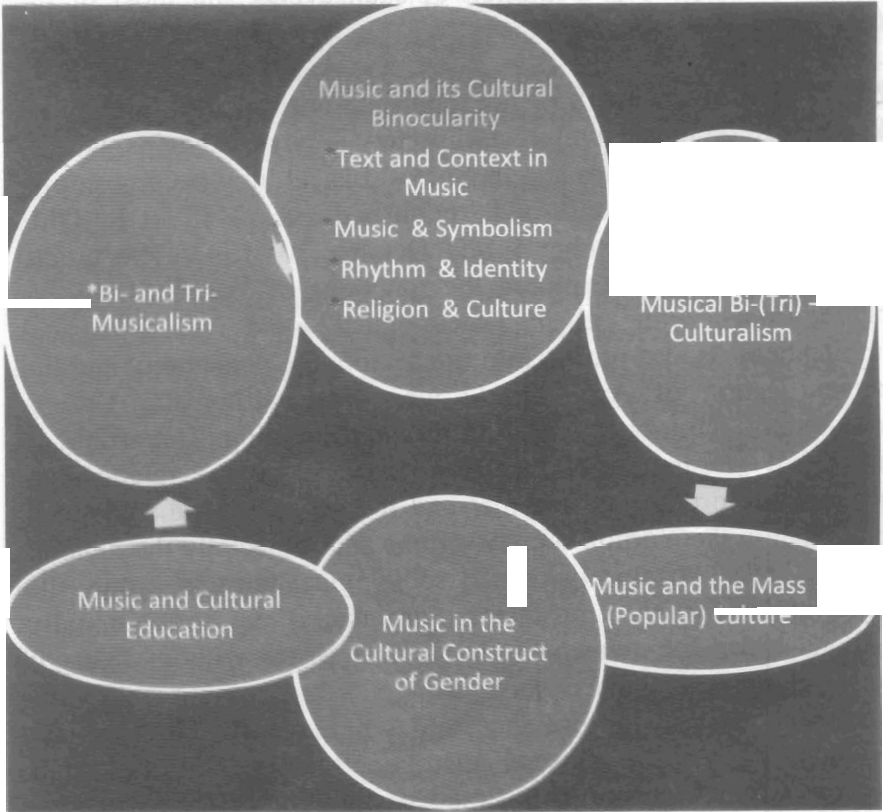 Music and its Cultural
Binocularity
*Text and Context in
Music
*Music & Symbolism
*Rhythm & Identity
*Religion & Culture
*Bi- and Tri-
Musicalism
Musical Bi-(Tri) -
Culturalism
Music and Cultural
Education
Music in the
Cultural Construct
of Gender
Music and the Mass
(Popular) Culture